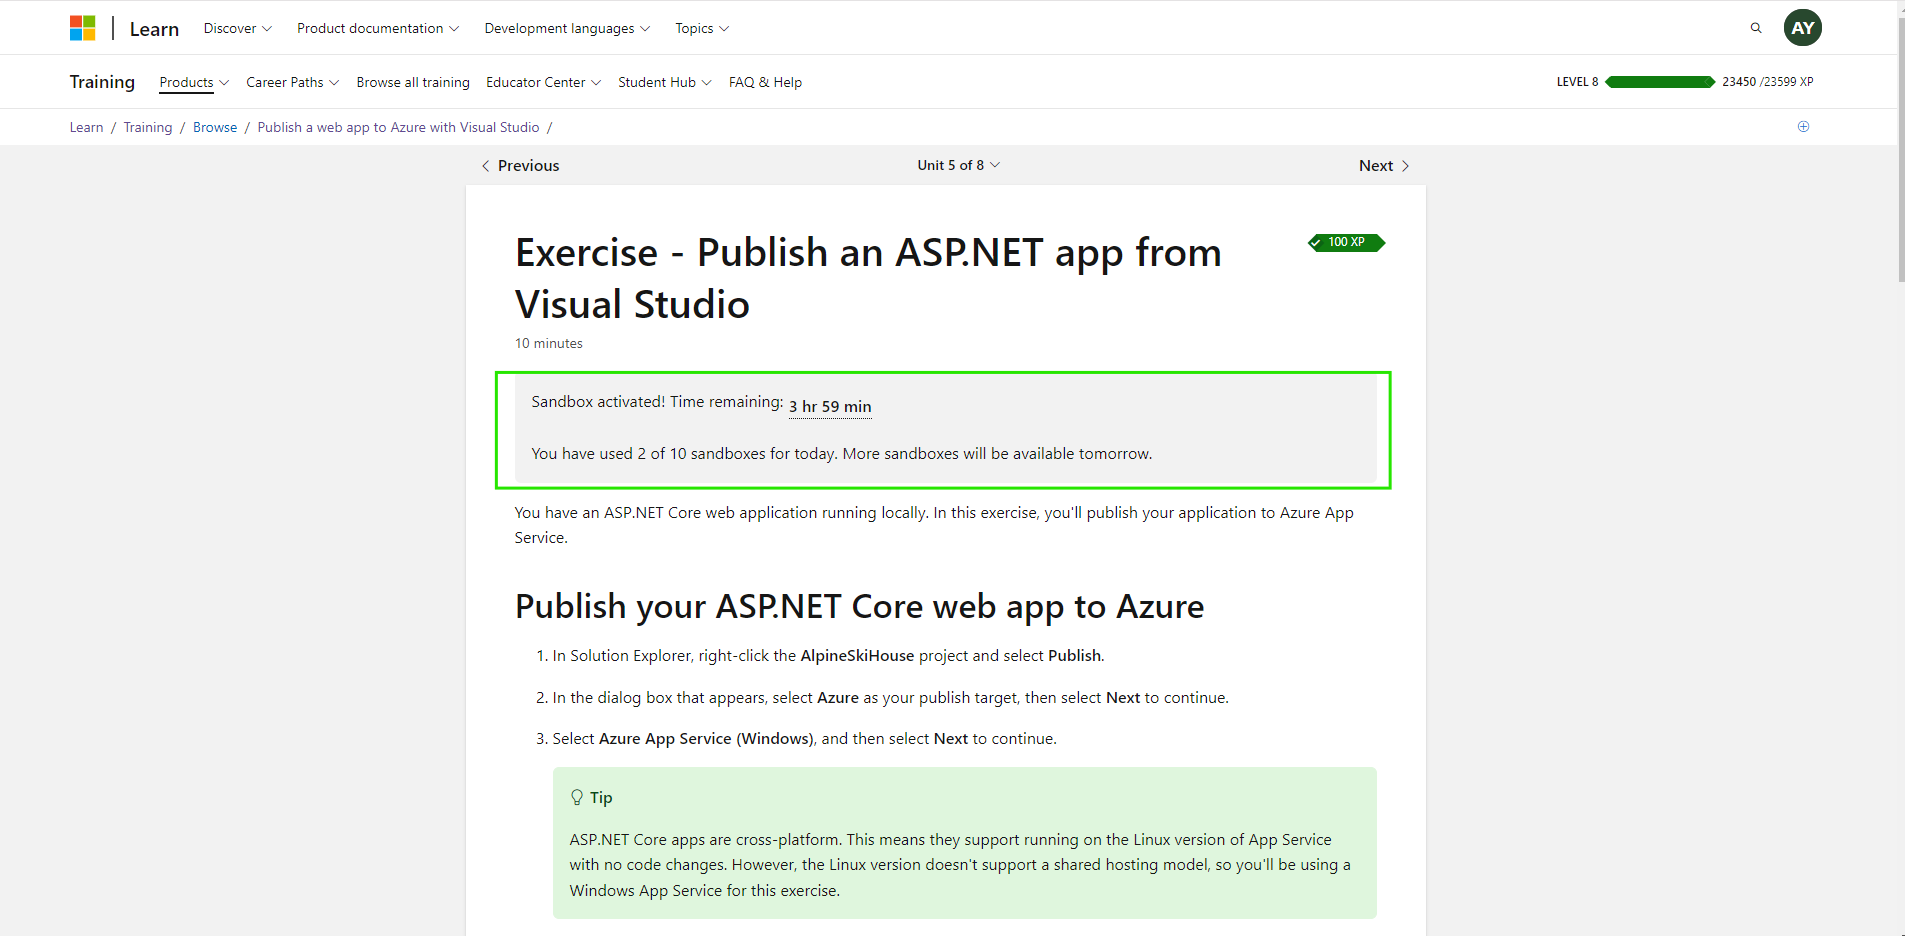 Learn Discover Product documentation Development languages Topics AY
Training Products Career Paths Browse all training Educator Center Student Hub FAQ & Help LEVEL 8 23450 /23599 XP
Learn / Training / Browse / Publish a web app to Azure with Visual Studio /
Previous Unit 5 of 8 Next
Exercise - Publish an ASP.NET app from
Visual Studio
100 XP
10 minutes
Sandbox activated! Time remaining: 3 hr 59 min
You have used 2 of 10 sandboxes for today. More sandboxes will be available tomorrow.
You have an ASP.NET Core web application running locally. In this exercise, you'll publish your application to Azure App
Service.
Publish your ASP.NET Core web app to Azure
1. In Solution Explorer, right-click the AlpineSkiHouse project and select Publish.
2. In the dialog box that appears, select Azure as your publish target, then select Next to continue.
3. Select Azure App Service (Windows), and then select Next to continue.
Tip
ASP.NET Core apps are cross-platform. This means they support running on the Linux version of App Service
with no code changes. However, the Linux version doesn't support a shared hosting model, so you'll be using a
Windows App Service for this exercise.